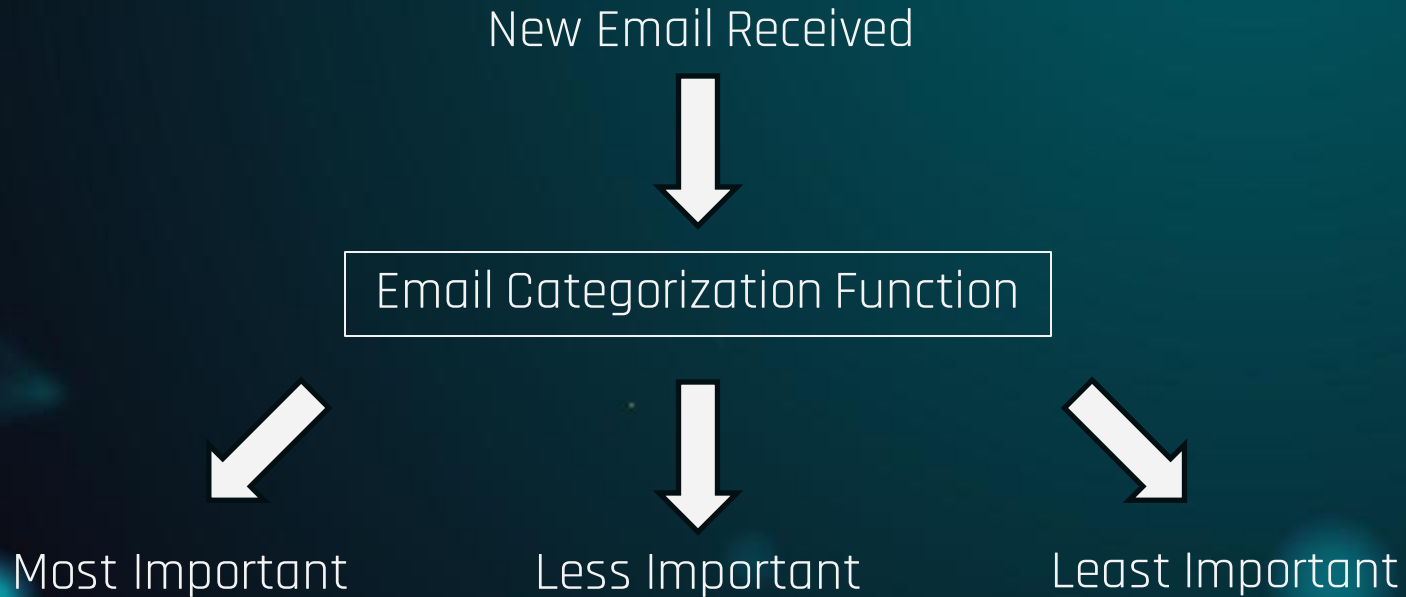 New Email Received
Email Categorization Function
Most Important
Less Important
Least Important